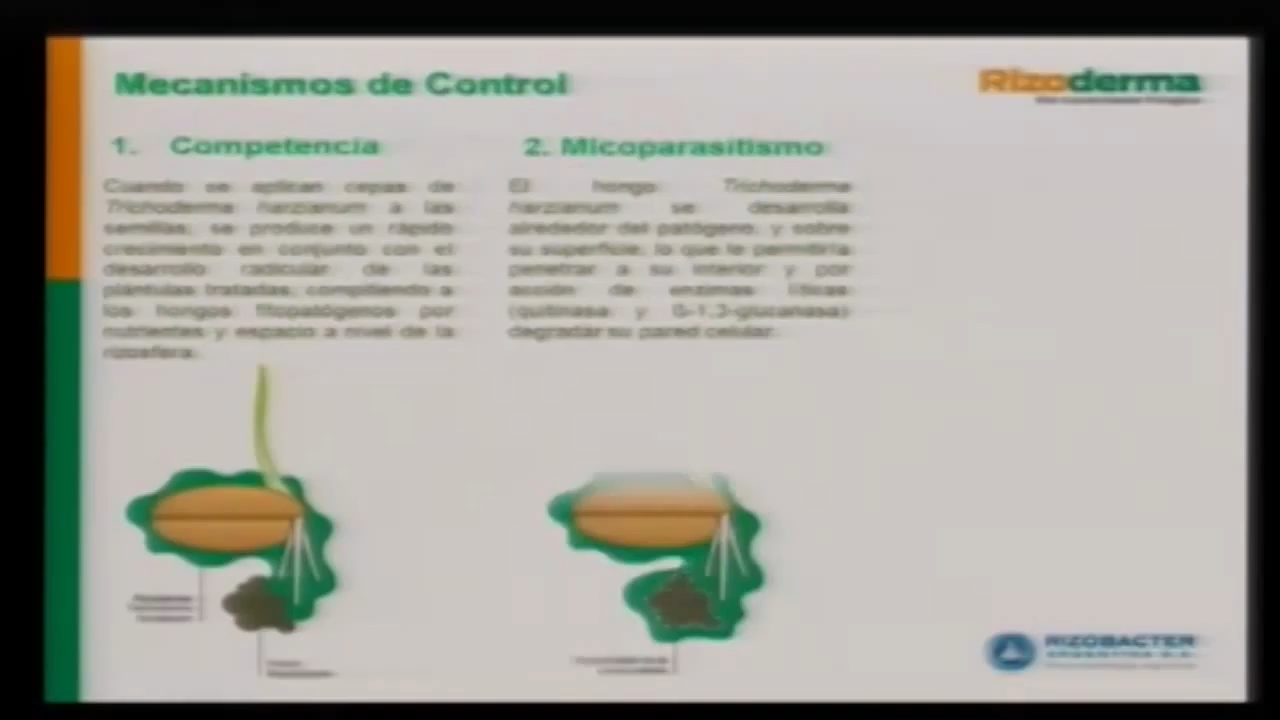 Mecanismos de Control
Rizoderma
1. Competencia
Cuando se aplican cepas de
Trichoderma harzianum a las
semillas, se produce un rápido
crecimiento en conjunto con el
desarrollo radicular de las
plántulas tratadas, compitiendo a
los hongos fitopatógenos por
nutrientes y espacio a nivel de la
rizosfera.
2. Micoparasitismo
El hongo Trichoderma
harzianum se desarrolla
alrededor del patógeno, y sobre
su superficie, lo que le permitiría
penetrar a su interior y por
acción de enzimas líticas
(quitinasa y ß-1,3-glucanasa)
degradar su pared celular.
RIZOBACTER
ARGENTINA S.A.